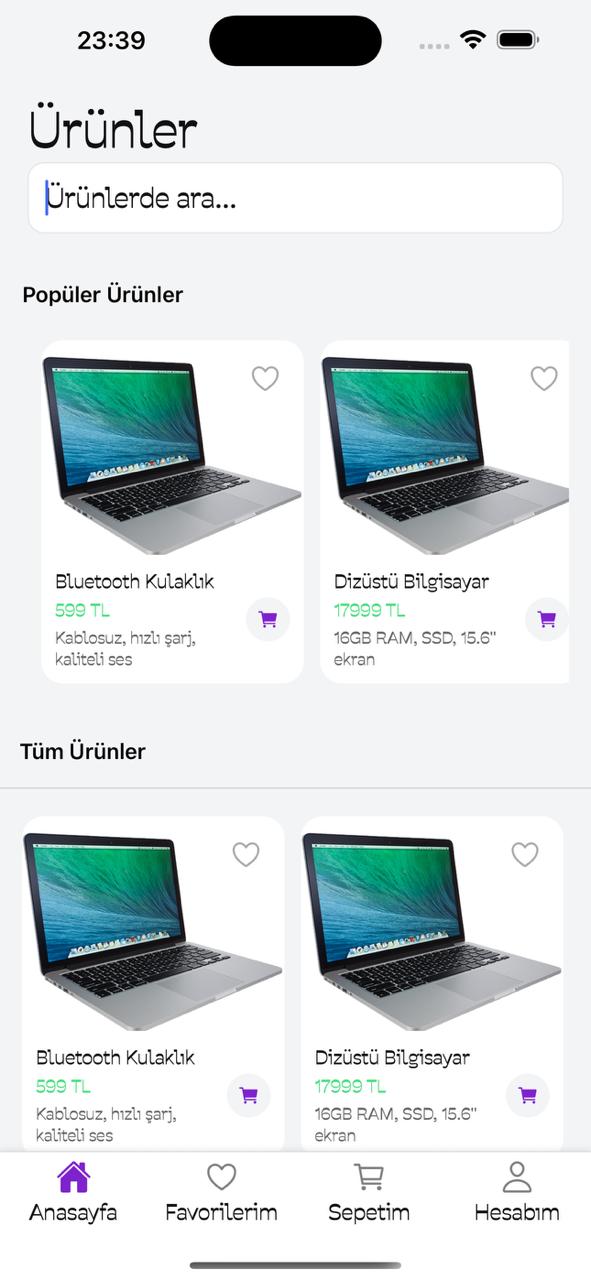 23:39
Ürünler
Ürünlerde ara...
Popüler Ürünler
Bluetooth Kulaklık
599 TL
Kablosuz, hızlı şarj,
kaliteli ses
Dizüstü Bilgisayar
17999 TL
16GB RAM, SSD, 15.6"
ekran
Tüm Ürünler
Bluetooth Kulaklık
599 TL
Kablosuz, hızlı şarj,
kaliteli ses
Dizüstü Bilgisayar
17999 TL
16GB RAM, SSD, 15.6"
ekran
Anasayfa
Favorilerim
Sepetim
Hesabım